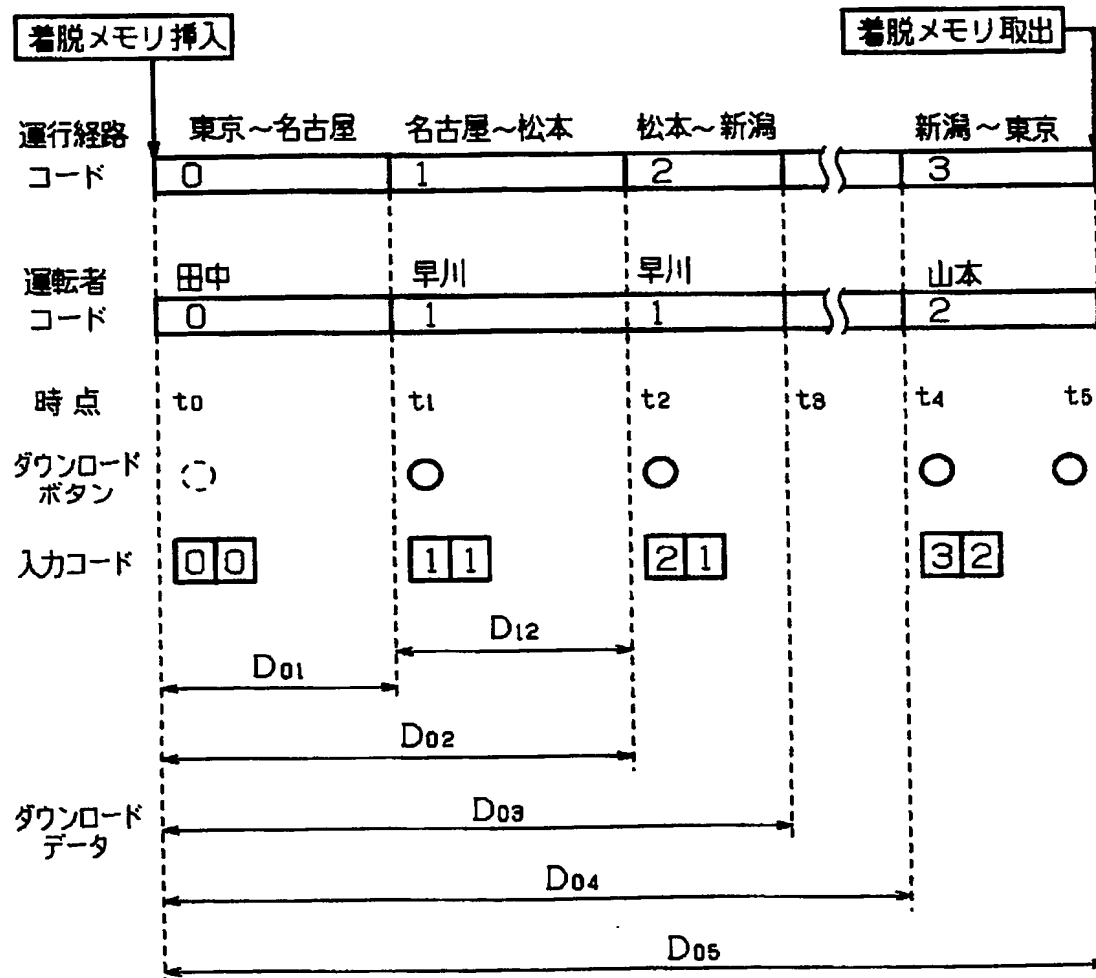 着脱メモリ挿入
着脱メモリ取出
運行経路
コード
東京～名古屋
名古屋～松本
松本～新潟
新潟～東京
0 1 2 3
運転者
コード
田中
早川
早川
山本
0 1 1 2
時点 t0 t1 t2 t3 t4 t5
ダウンロード
ボタン
入力コード 0 0 1 1 2 1 3 2
D12
D01
D02
ダウンロード
データ
D03
D04
D05